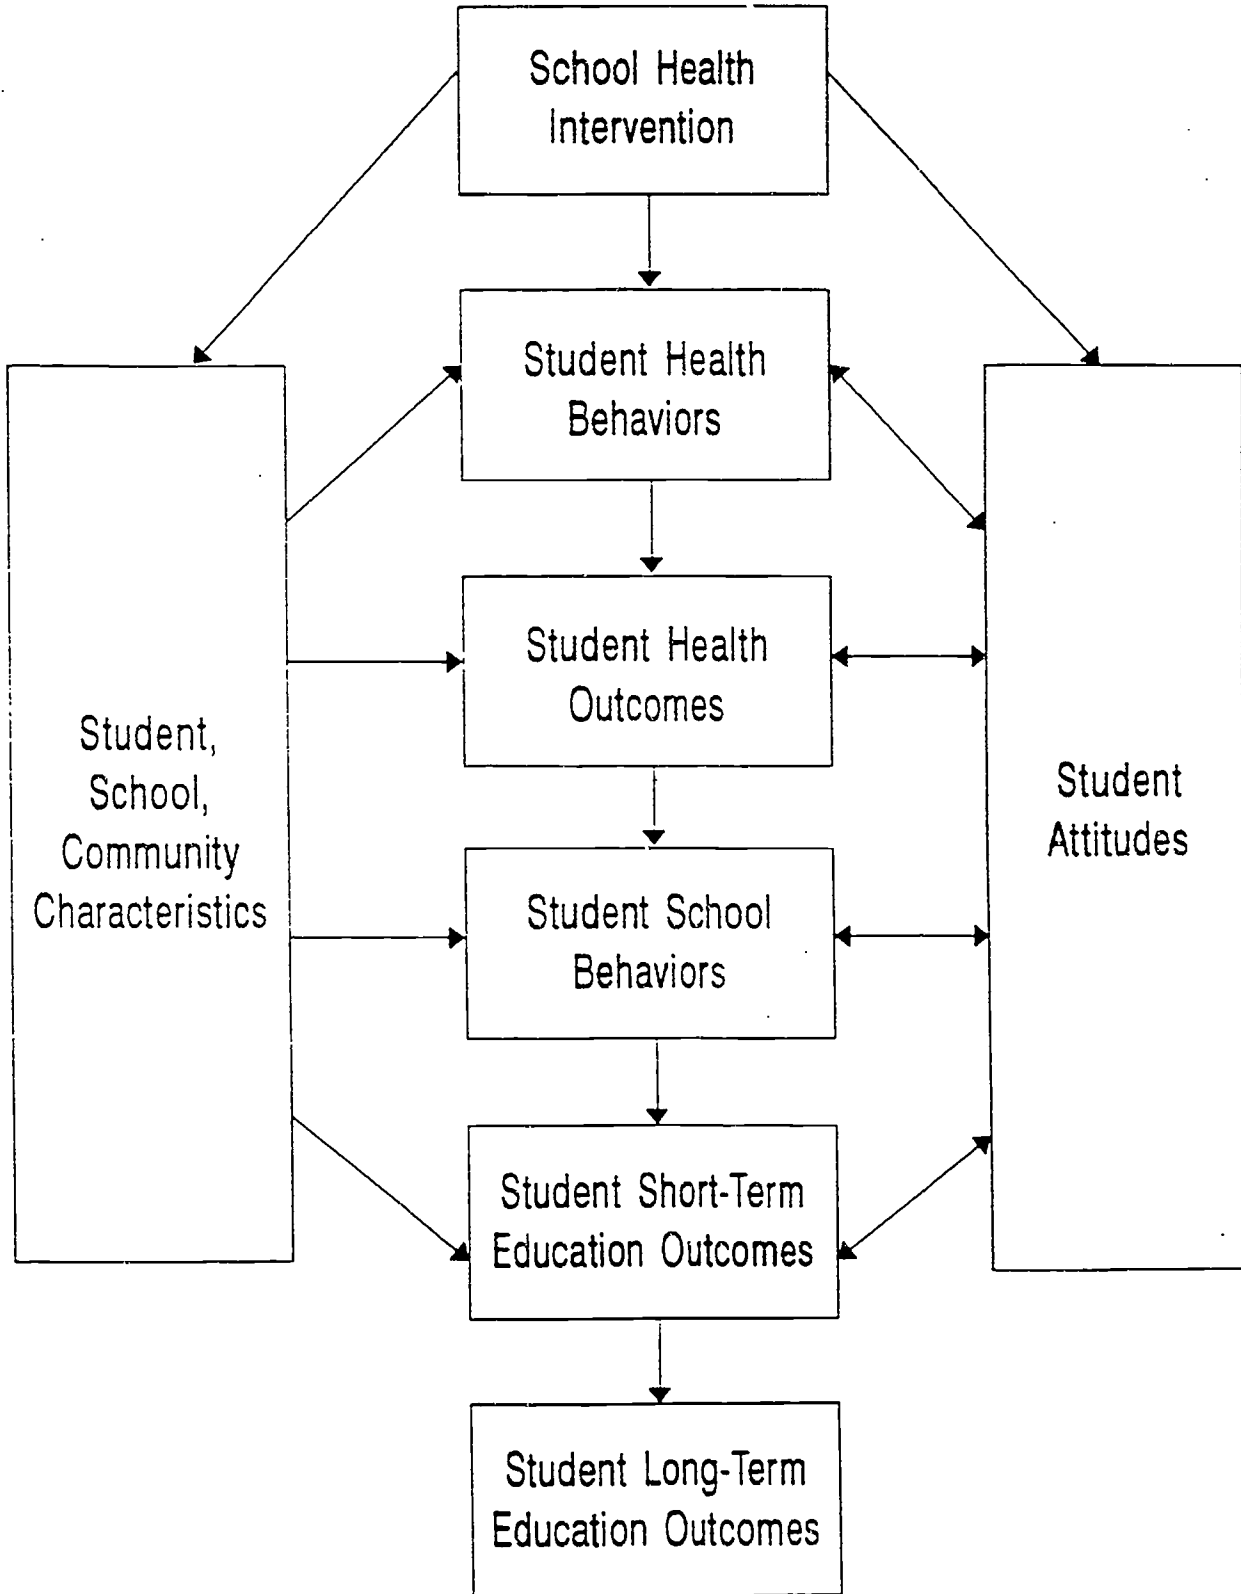 School Health
Intervention
Student Health
Behaviors
Student Health
Outcomes
Student,
School,
Community
Characteristics
Student
Attitudes
Student School
Behaviors
Student Short-Term
Education Outcomes
Student Long-Term
Education Outcomes